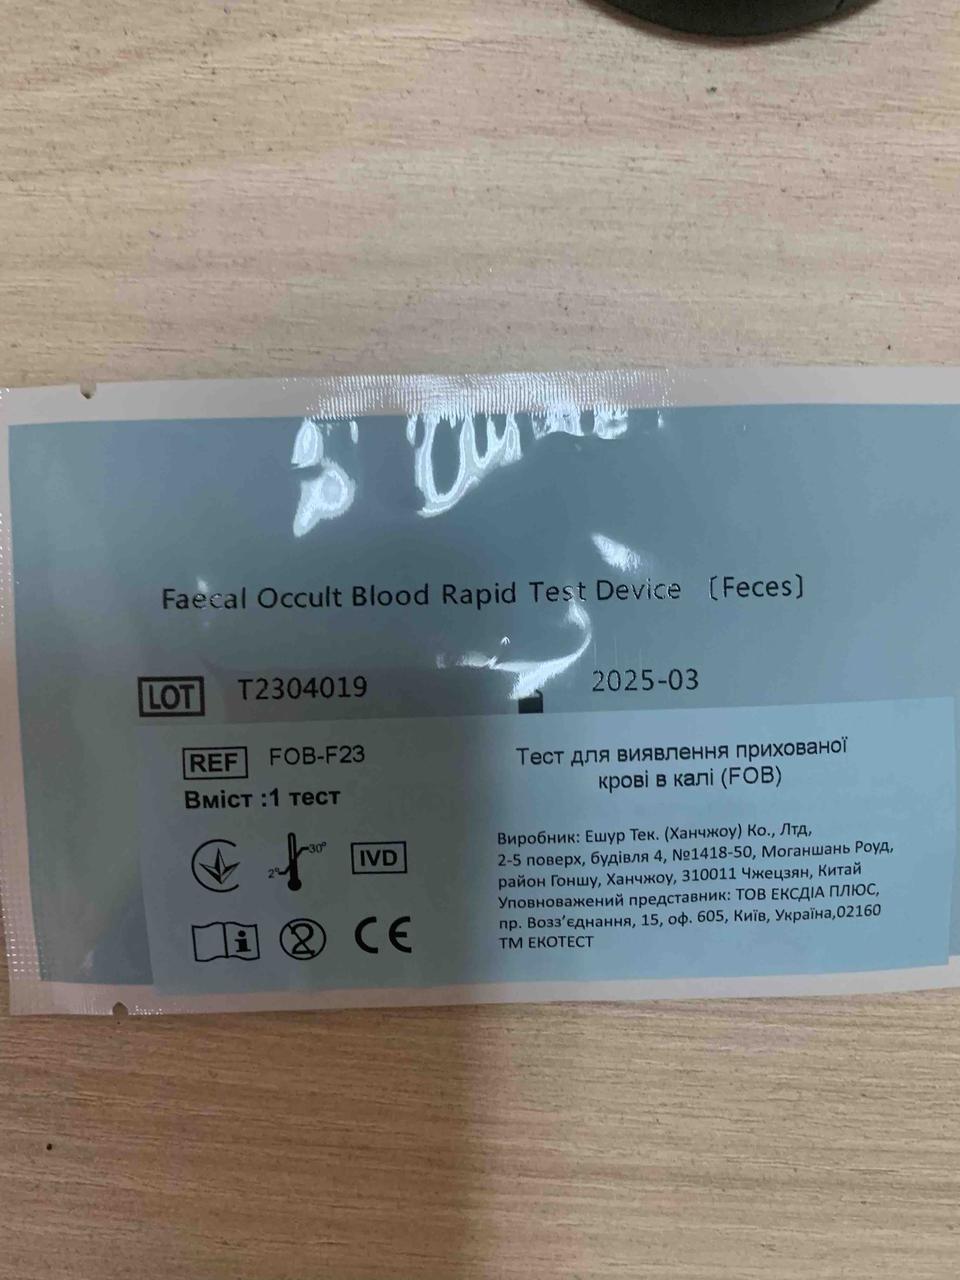 Faecal Occult Blood Rapid Test Device (Feces)
LOT T2304019 2025-03
REF FOB-F23
Вміст :1 тест
2° 30°
IVD
i 2 CE
Тест для виявлення прихованої
крові в калі (FOB)
Виробник: Ешур Тек. (Ханчжоу) Ко., Лтд,
2-5 поверх, будівля 4, №1418-50, Моганшань Роуд,
район Гоншу, Ханчжоу, 310011 Чжецзян, Китай
Уповноважений представник: ТОВ ЕКСДІА ПЛЮС,
пр. Возз’єднання, 15, оф. 605, Київ, Україна,02160
ТМ ЕКОТЕСТ